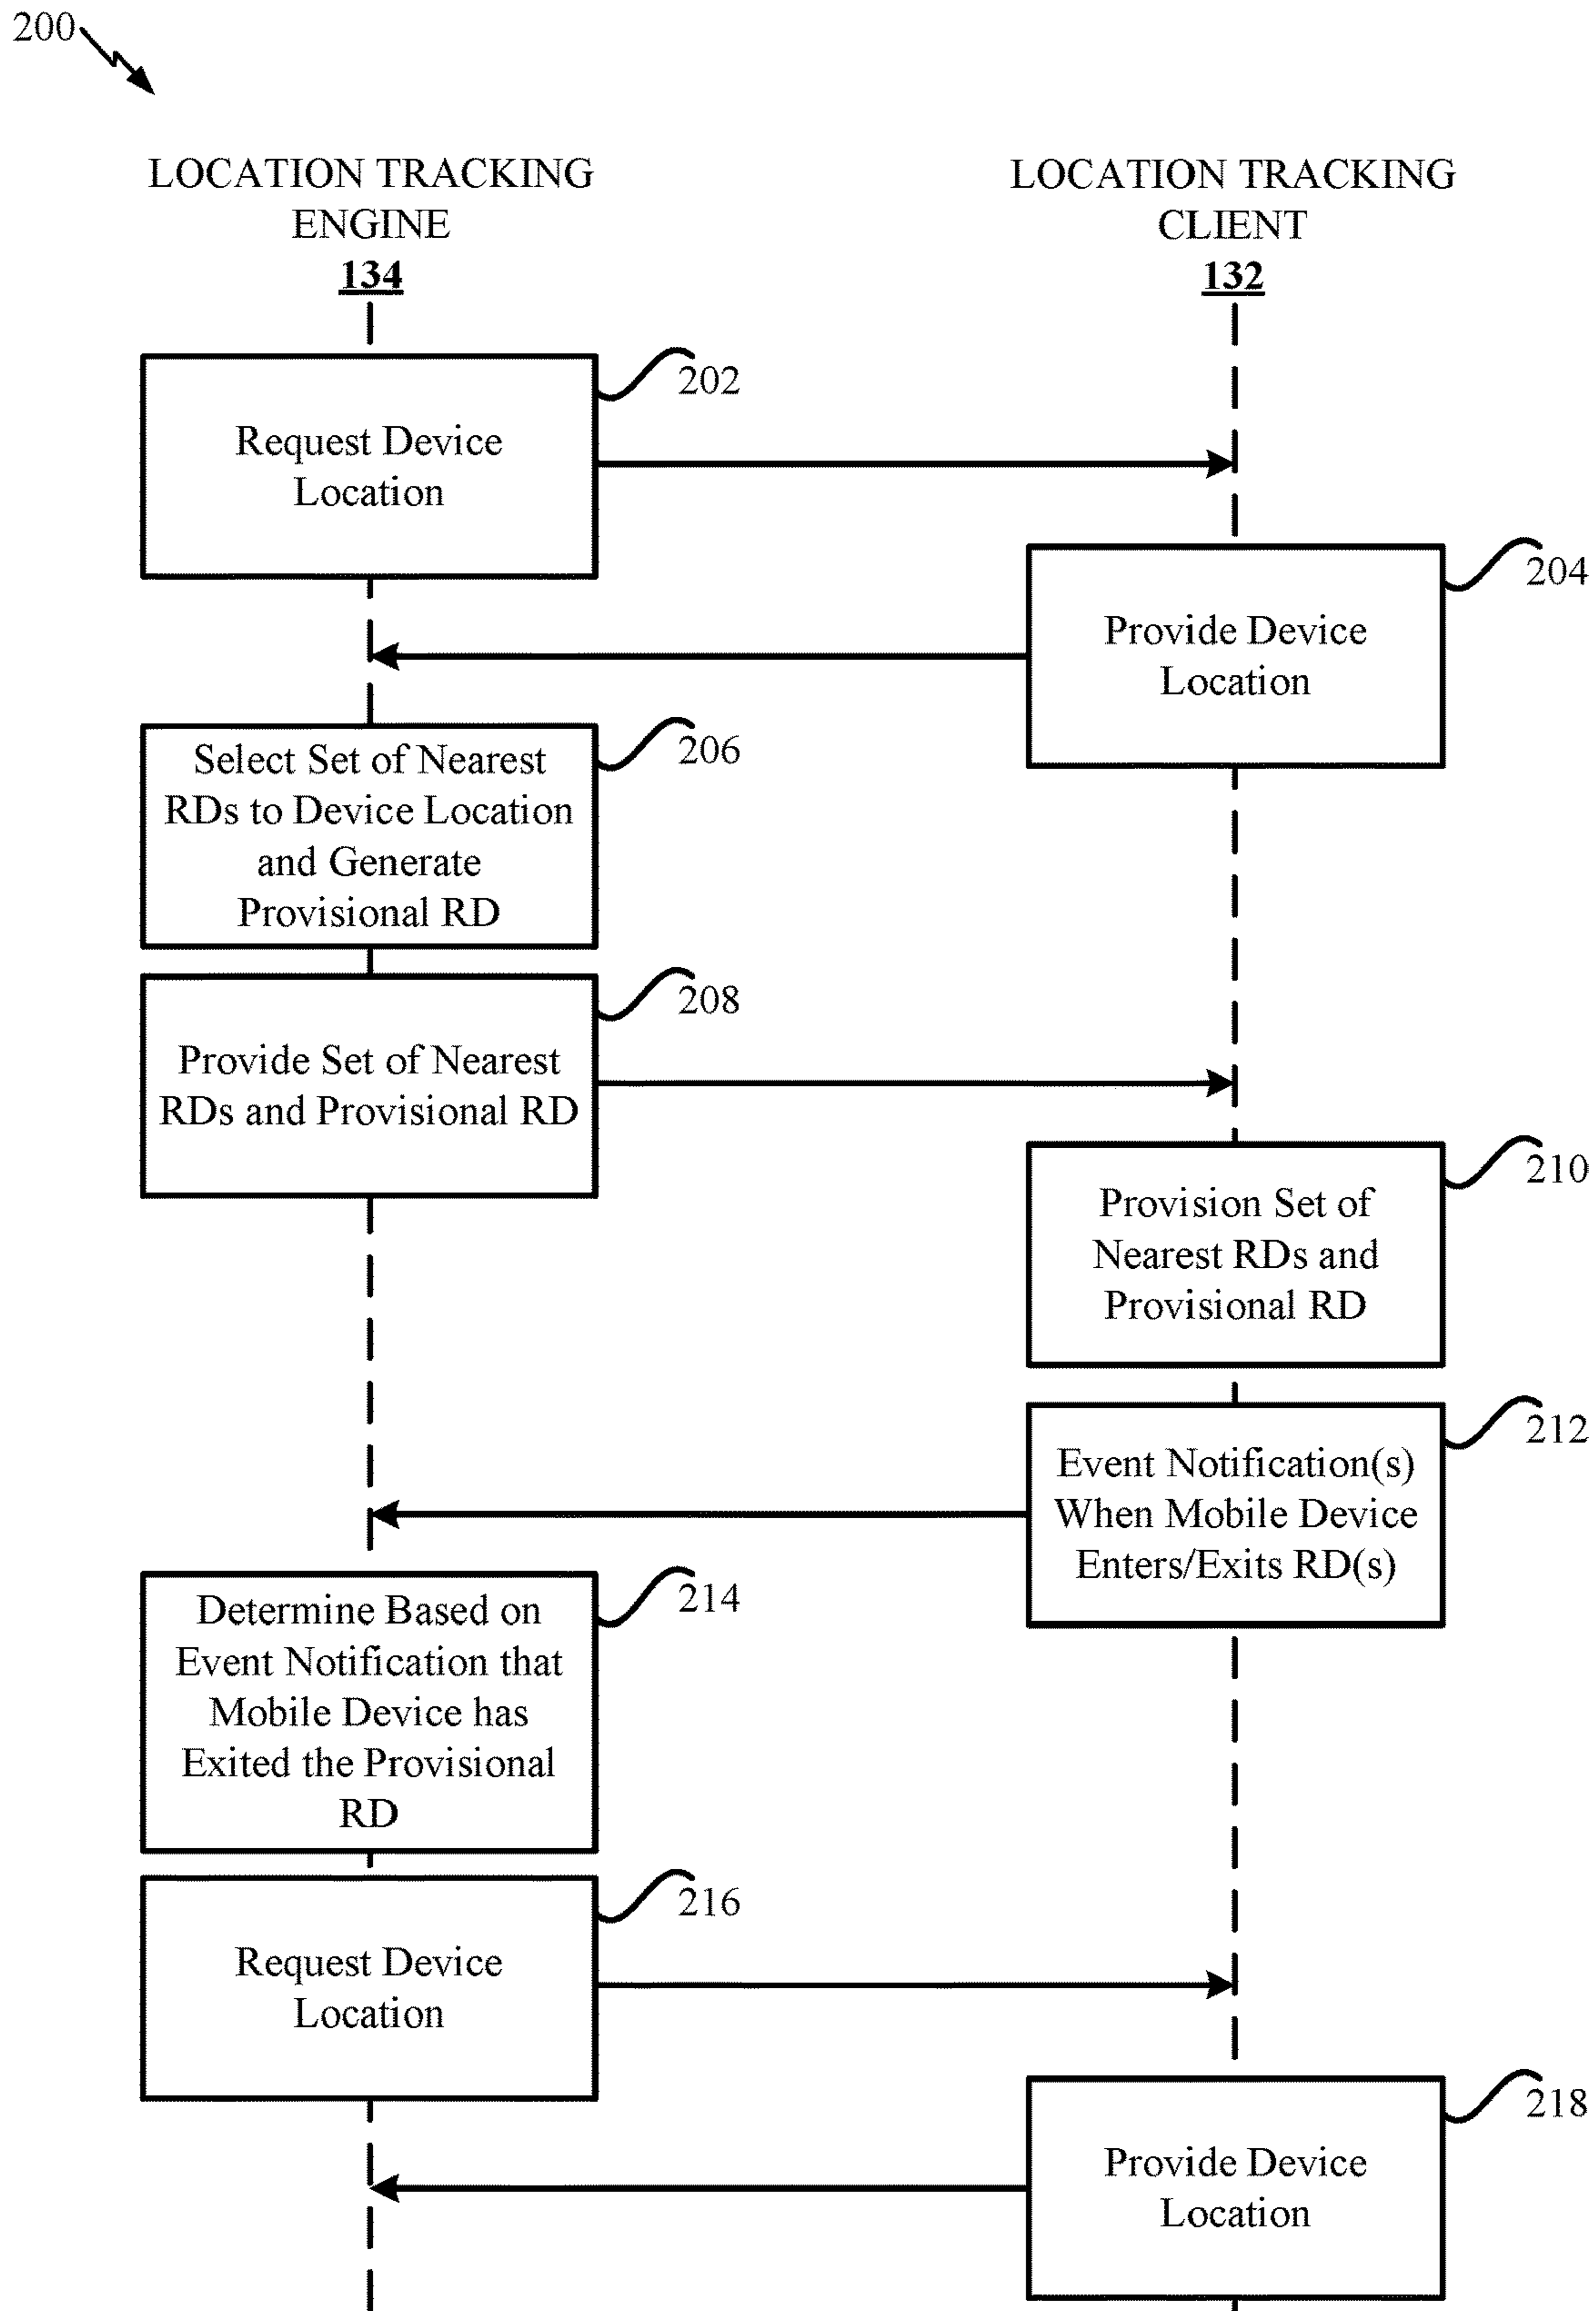 200
LOCATION TRACKING
ENGINE
134
LOCATION TRACKING
CLIENT
132
202
Request Device
Location
204
Provide Device
Location
206
Select Set of Nearest
RDs to Device Location
and Generate
Provisional RD
208
Provide Set of Nearest
RDs and Provisional RD
210
Provision Set of
Nearest RDs and
Provisional RD
212
Event Notification(s)
When Mobile Device
Enters/Exits RD(s)
214
Determine Based on
Event Notification that
Mobile Device has
Exited the Provisional
RD
216
Request Device
Location
218
Provide Device
Location